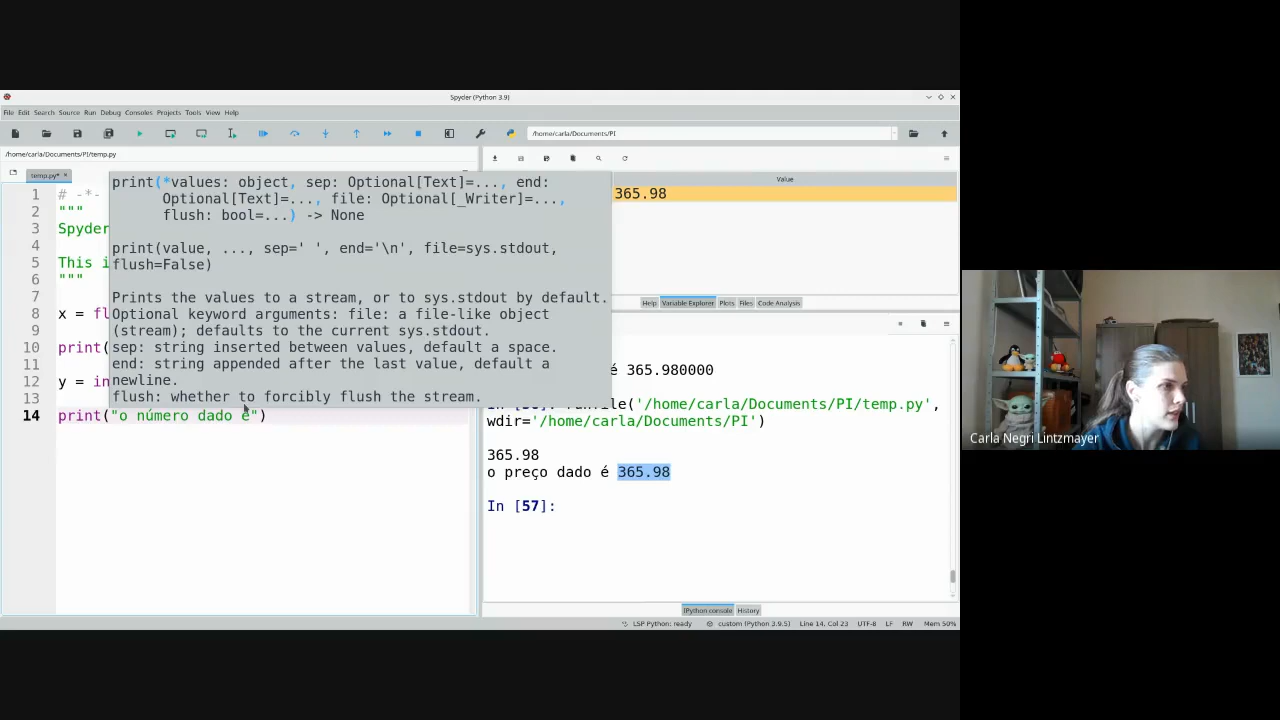 Spyder (Python 3.9)
File Edit Search Source Run Debug Consoles Projects Tools View Help
/home/carla/Documents/PI
/home/carla/Documents/PI/temp.py
temp.py*
1 # -*-
2 """
3 Spyder
4
5 This i
6 """
7
8 x = fl
9
10 print(
11
12 y = in
13
14 print("o número dado é")
print(*values: object, sep: Optional[Text]=..., end:
Optional[Text]=..., file: Optional[_Writer]=...,
flush: bool=...) -> None
print(value, ..., sep=' ', end='\n', file=sys.stdout,
flush=False)
Prints the values to a stream, or to sys.stdout by default.
Optional keyword arguments: file: a file-like object
(stream); defaults to the current sys.stdout.
sep: string inserted between values, default a space.
end: string appended after the last value, default a
newline.
flush: whether to forcibly flush the stream.
Value
365.98
Help Variable Explorer Plots Files Code Analysis
é 365.980000
('/home/carla/Documents/PI/temp.py',
wdir='/home/carla/Documents/PI')
365.98
o preço dado é 365.98
In [57]:
IPython console History
LSP Python: ready custom (Python 3.9.5) Line 14, Col 23 UTF-8 LF RW Mem 50%
Carla Negri Lintzmayer